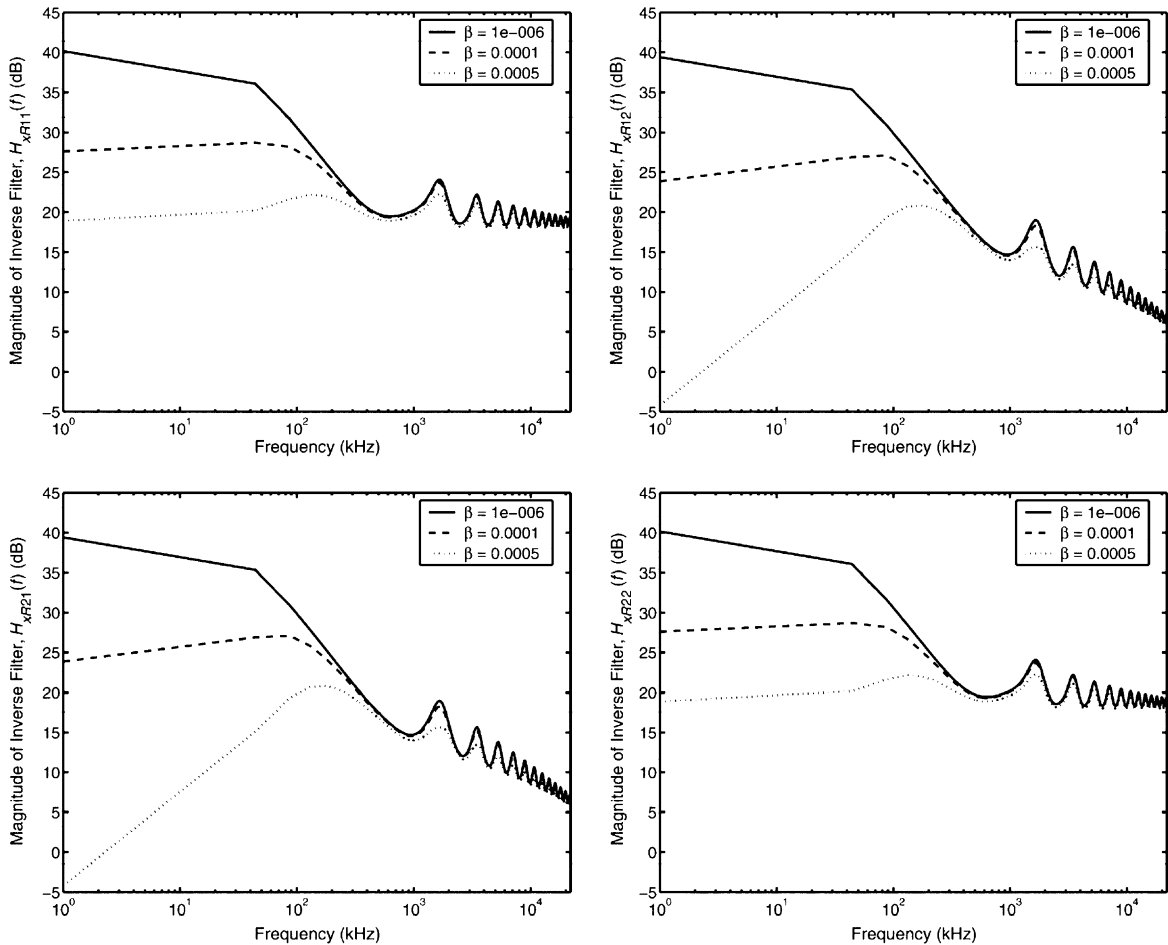 β = 1e−006
β = 0.0001
β = 0.0005
Magnitude of Inverse Filter, HxR11(f) (dB)
45
40
35
30
25
20
15
10
5
0
−5
10^0 10^1 10^2 10^3 10^4
Frequency (kHz)
β = 1e−006
β = 0.0001
β = 0.0005
Magnitude of Inverse Filter, HxR12(f) (dB)
45
40
35
30
25
20
15
10
5
0
−5
10^0 10^1 10^2 10^3 10^4
Frequency (kHz)
β = 1e−006
β = 0.0001
β = 0.0005
Magnitude of Inverse Filter, HxR21(f) (dB)
45
40
35
30
25
20
15
10
5
0
−5
10^0 10^1 10^2 10^3 10^4
Frequency (kHz)
β = 1e−006
β = 0.0001
β = 0.0005
Magnitude of Inverse Filter, HxR22(f) (dB)
45
40
35
30
25
20
15
10
5
0
−5
10^0 10^1 10^2 10^3 10^4
Frequency (kHz)